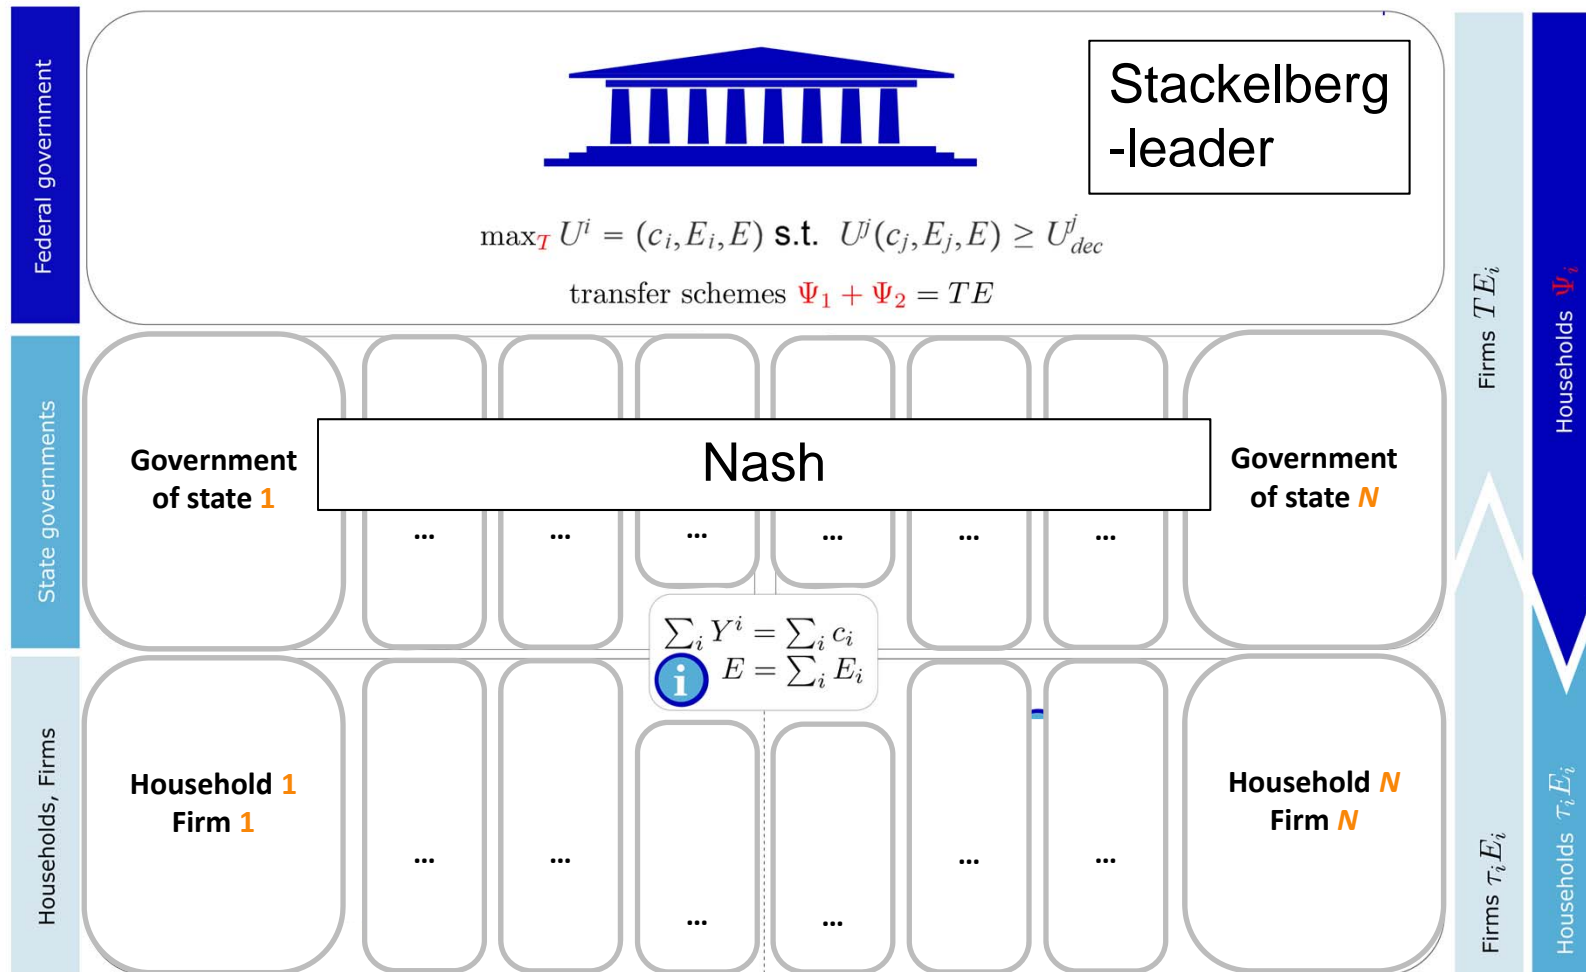 Federal government
Stackelberg
-leader
max_T U^i = (c_i, E_i, E) s.t. U^j(c_j, E_j, E) ≥ U^j_dec
transfer schemes Ψ_1 + Ψ_2 = TE
State governments
Government
of state 1
Nash
Government
of state N
... ... ... ... ... ...
∑_i Y^i = ∑_i c_i
i E = ∑_i E_i
Households, Firms
Household 1
Firm 1
Household N
Firm N
... ... ... ...
... ...
Firms TE_i
Households Ψ_i
Firms τ_i E_i
Households τ_i E_i